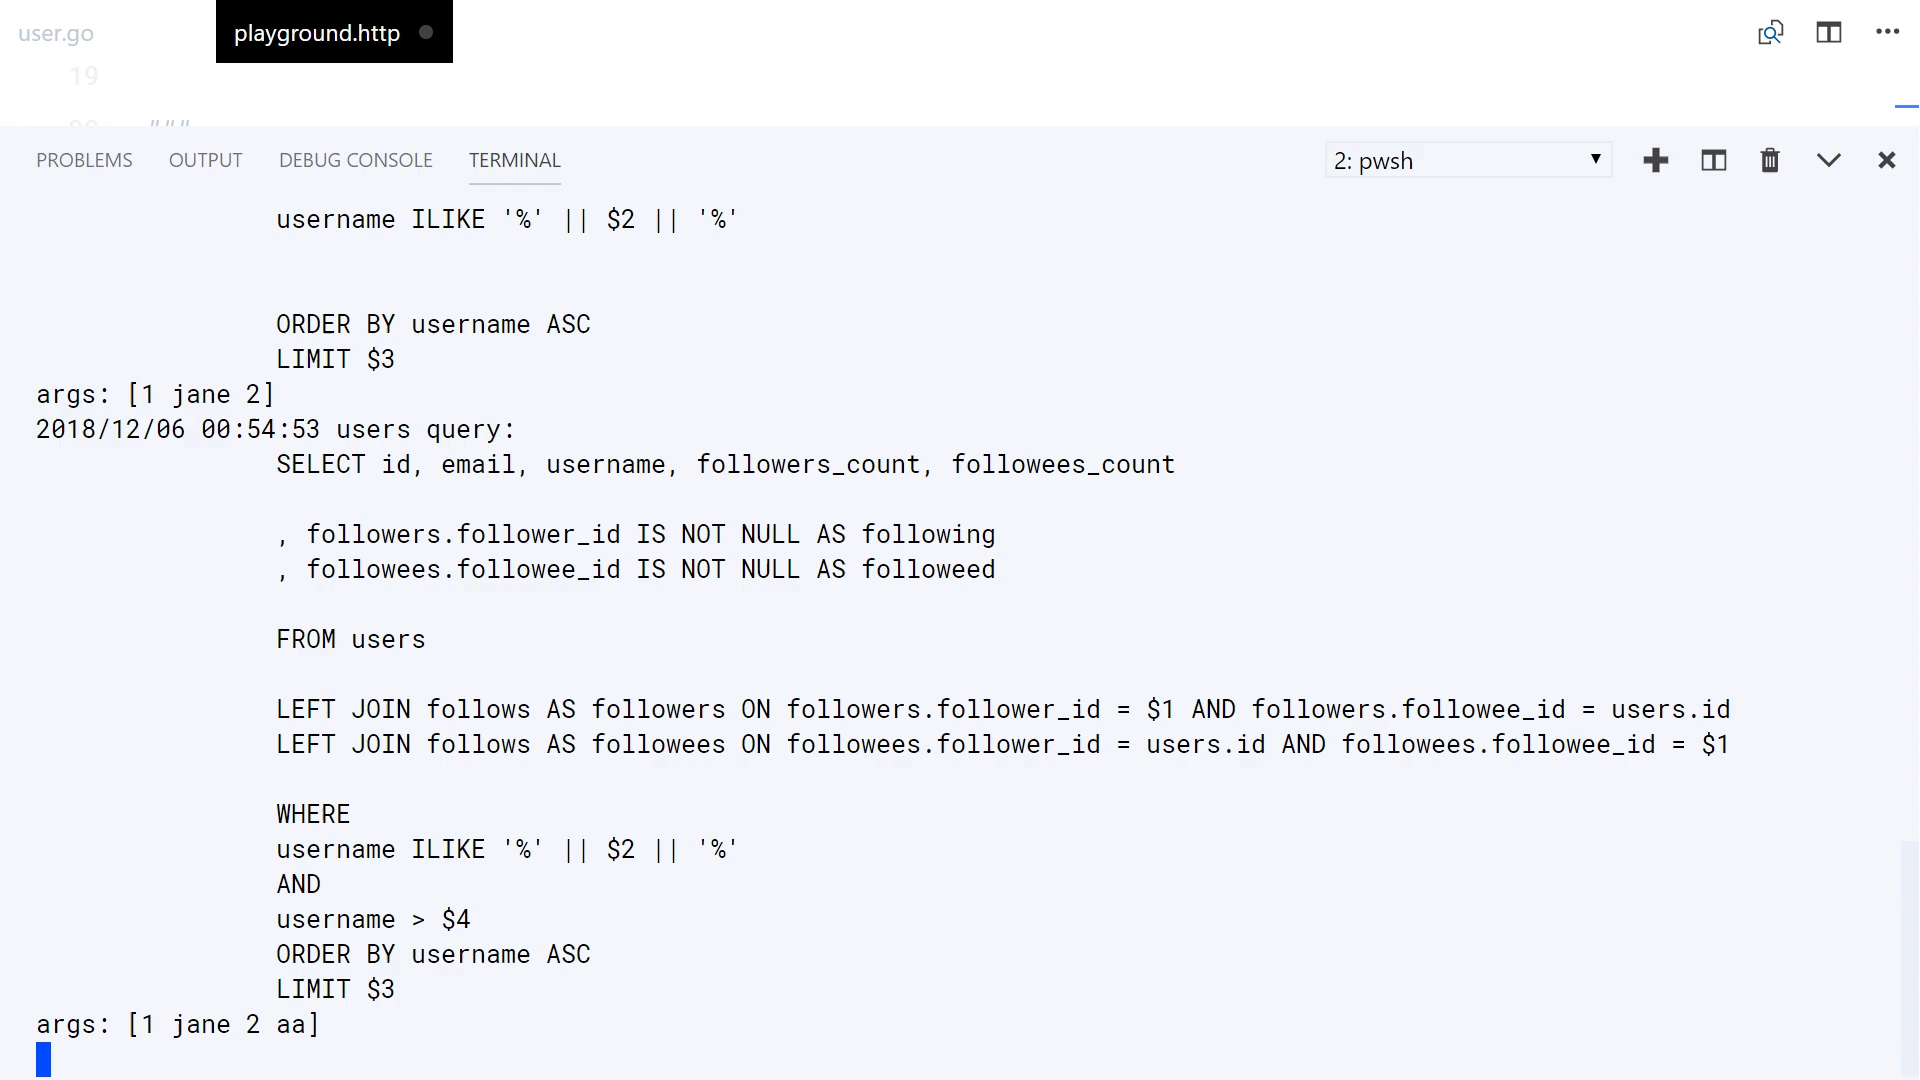 user.go
playground.http
19
###
PROBLEMS OUTPUT DEBUG CONSOLE TERMINAL
2: pwsh
username ILIKE '%' || $2 || '%'
ORDER BY username ASC
LIMIT $3
args: [1 jane 2]
2018/12/06 00:54:53 users query:
SELECT id, email, username, followers_count, followees_count
, followers.follower_id IS NOT NULL AS following
, followees.followee_id IS NOT NULL AS followeed
FROM users
LEFT JOIN follows AS followers ON followers.follower_id = $1 AND followers.followee_id = users.id
LEFT JOIN follows AS followees ON followees.follower_id = users.id AND followees.followee_id = $1
WHERE
username ILIKE '%' || $2 || '%'
AND
username > $4
ORDER BY username ASC
LIMIT $3
args: [1 jane 2 aa]